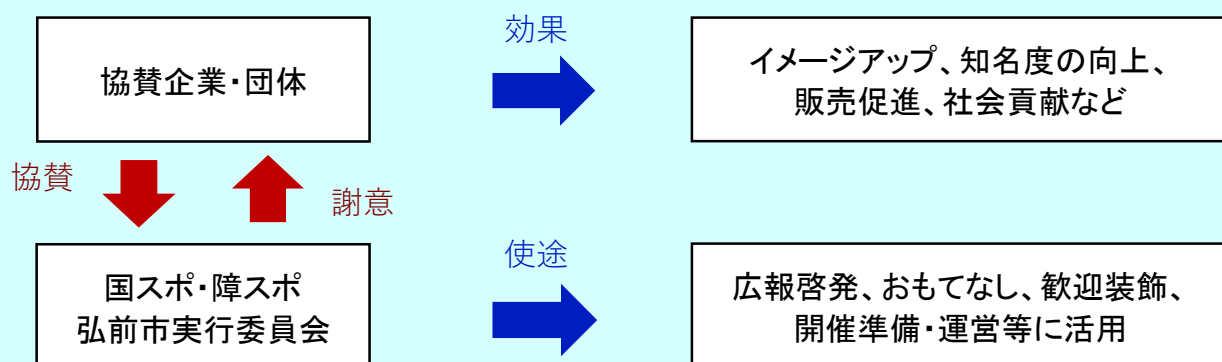 効果
協賛企業・団体
イメージアップ、知名度の向上、
販売促進、社会貢献など
協賛
謝意
使途
国スポ・障スポ
弘前市実行委員会
広報啓発、おもてなし、歓迎装飾、
開催準備・運営等に活用